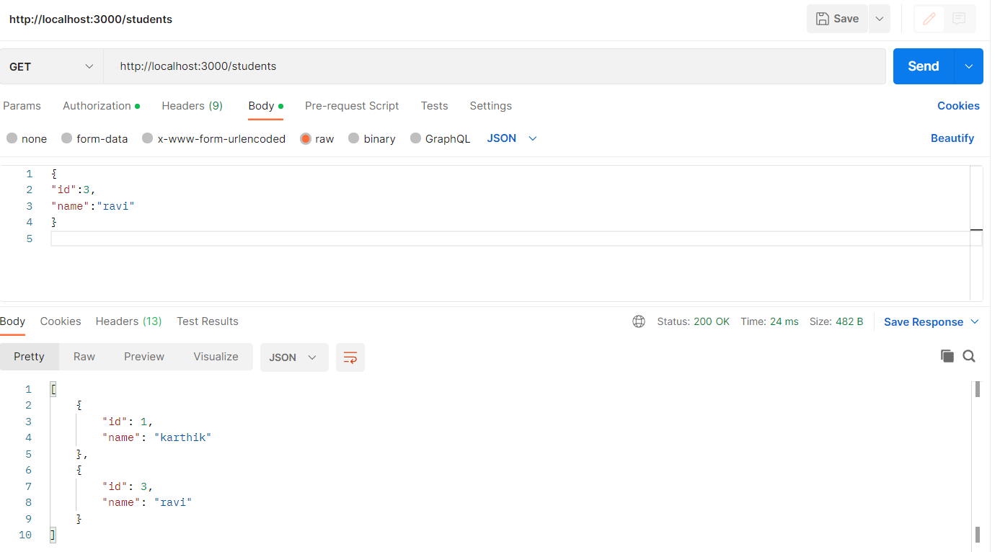 http://localhost:3000/students Save
GET http://localhost:3000/students Send
Params Authorization Headers (9) Body Pre-request Script Tests Settings Cookies
none form-data x-www-form-urlencoded raw binary GraphQL JSON Beautify
1 {
2 "id":3,
3 "name":"ravi"
4 }
5
Body Cookies Headers (13) Test Results Status: 200 OK Time: 24 ms Size: 482 B Save Response
Pretty Raw Preview Visualize JSON
1 [
2 {
3 "id": 1,
4 "name": "karthik"
5 },
6 {
7 "id": 3,
8 "name": "ravi"
9 }
10 ]